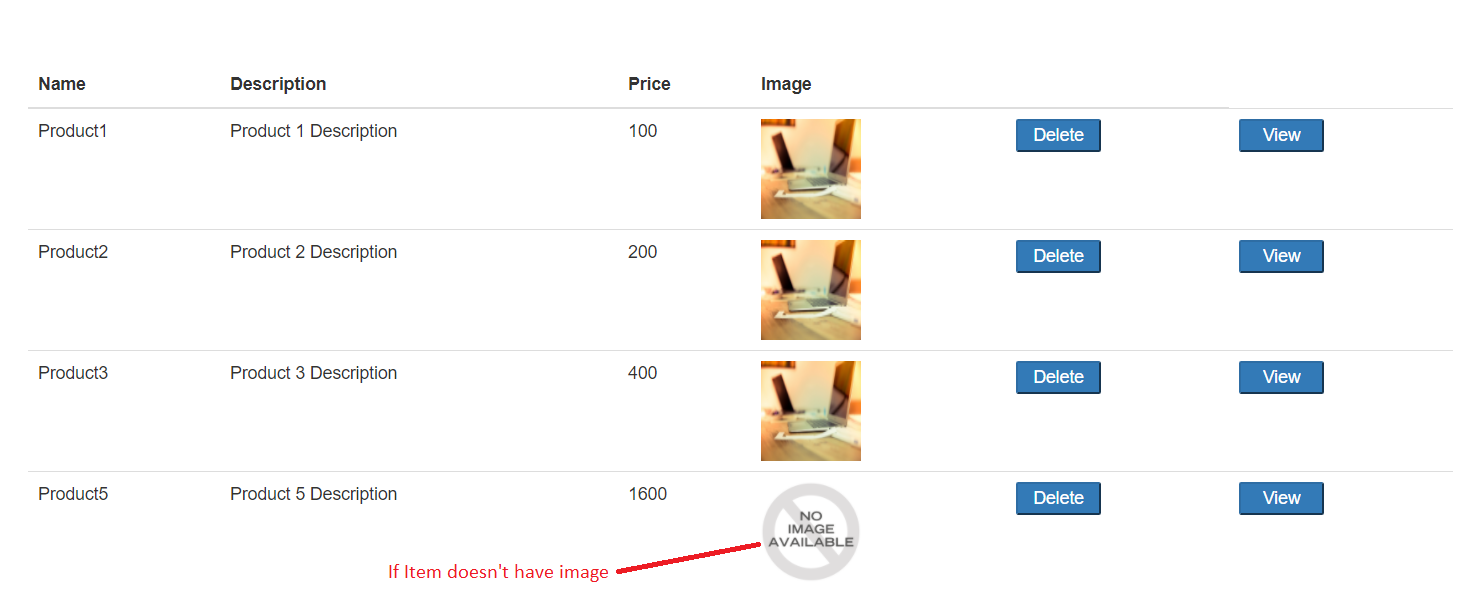 Name Description Price Image
Product1 Product 1 Description 100 Delete View
Product2 Product 2 Description 200 Delete View
Product3 Product 3 Description 400 Delete View
Product5 Product 5 Description 1600 Delete View
NO
IMAGE
AVAILABLE
If Item doesn't have image